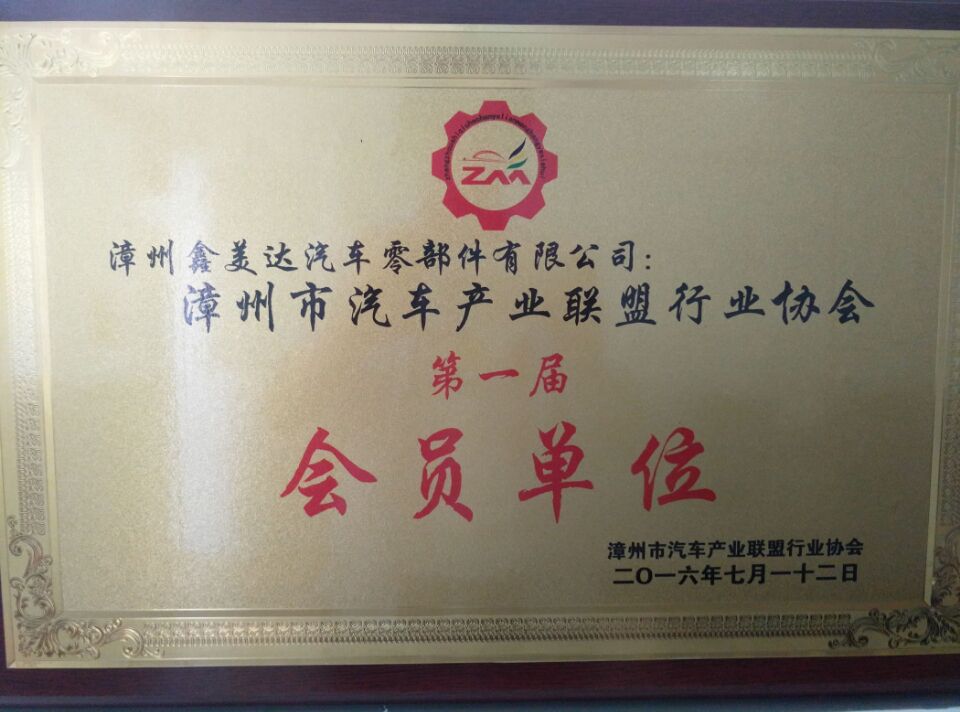 ZAA
漳州鑫美达汽车零部件有限公司：
漳州市汽车产业联盟行业协会
第一届
会员单位
漳州市汽车产业联盟行业协会
二〇一六年七月一十二日